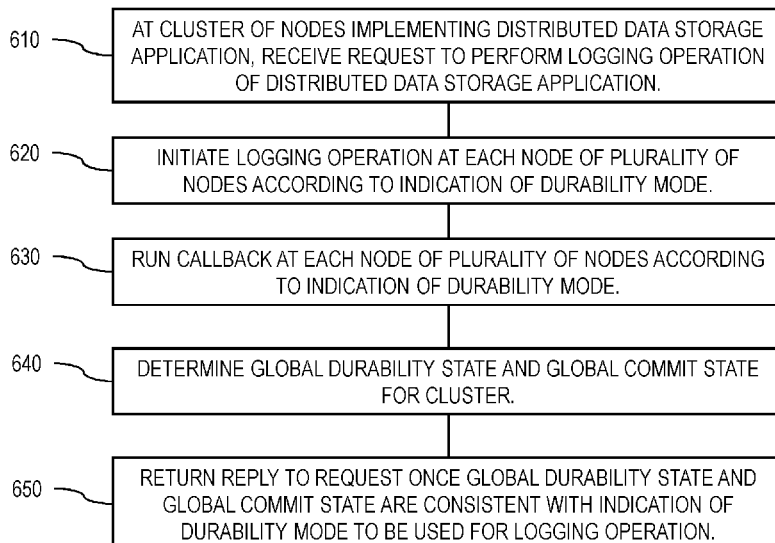 610
AT CLUSTER OF NODES IMPLEMENTING DISTRIBUTED DATA STORAGE
APPLICATION, RECEIVE REQUEST TO PERFORM LOGGING OPERATION
OF DISTRIBUTED DATA STORAGE APPLICATION.
620
INITIATE LOGGING OPERATION AT EACH NODE OF PLURALITY OF
NODES ACCORDING TO INDICATION OF DURABILITY MODE.
630
RUN CALLBACK AT EACH NODE OF PLURALITY OF NODES ACCORDING
TO INDICATION OF DURABILITY MODE.
640
DETERMINE GLOBAL DURABILITY STATE AND GLOBAL COMMIT STATE
FOR CLUSTER.
650
RETURN REPLY TO REQUEST ONCE GLOBAL DURABILITY STATE AND
GLOBAL COMMIT STATE ARE CONSISTENT WITH INDICATION OF
DURABILITY MODE TO BE USED FOR LOGGING OPERATION.